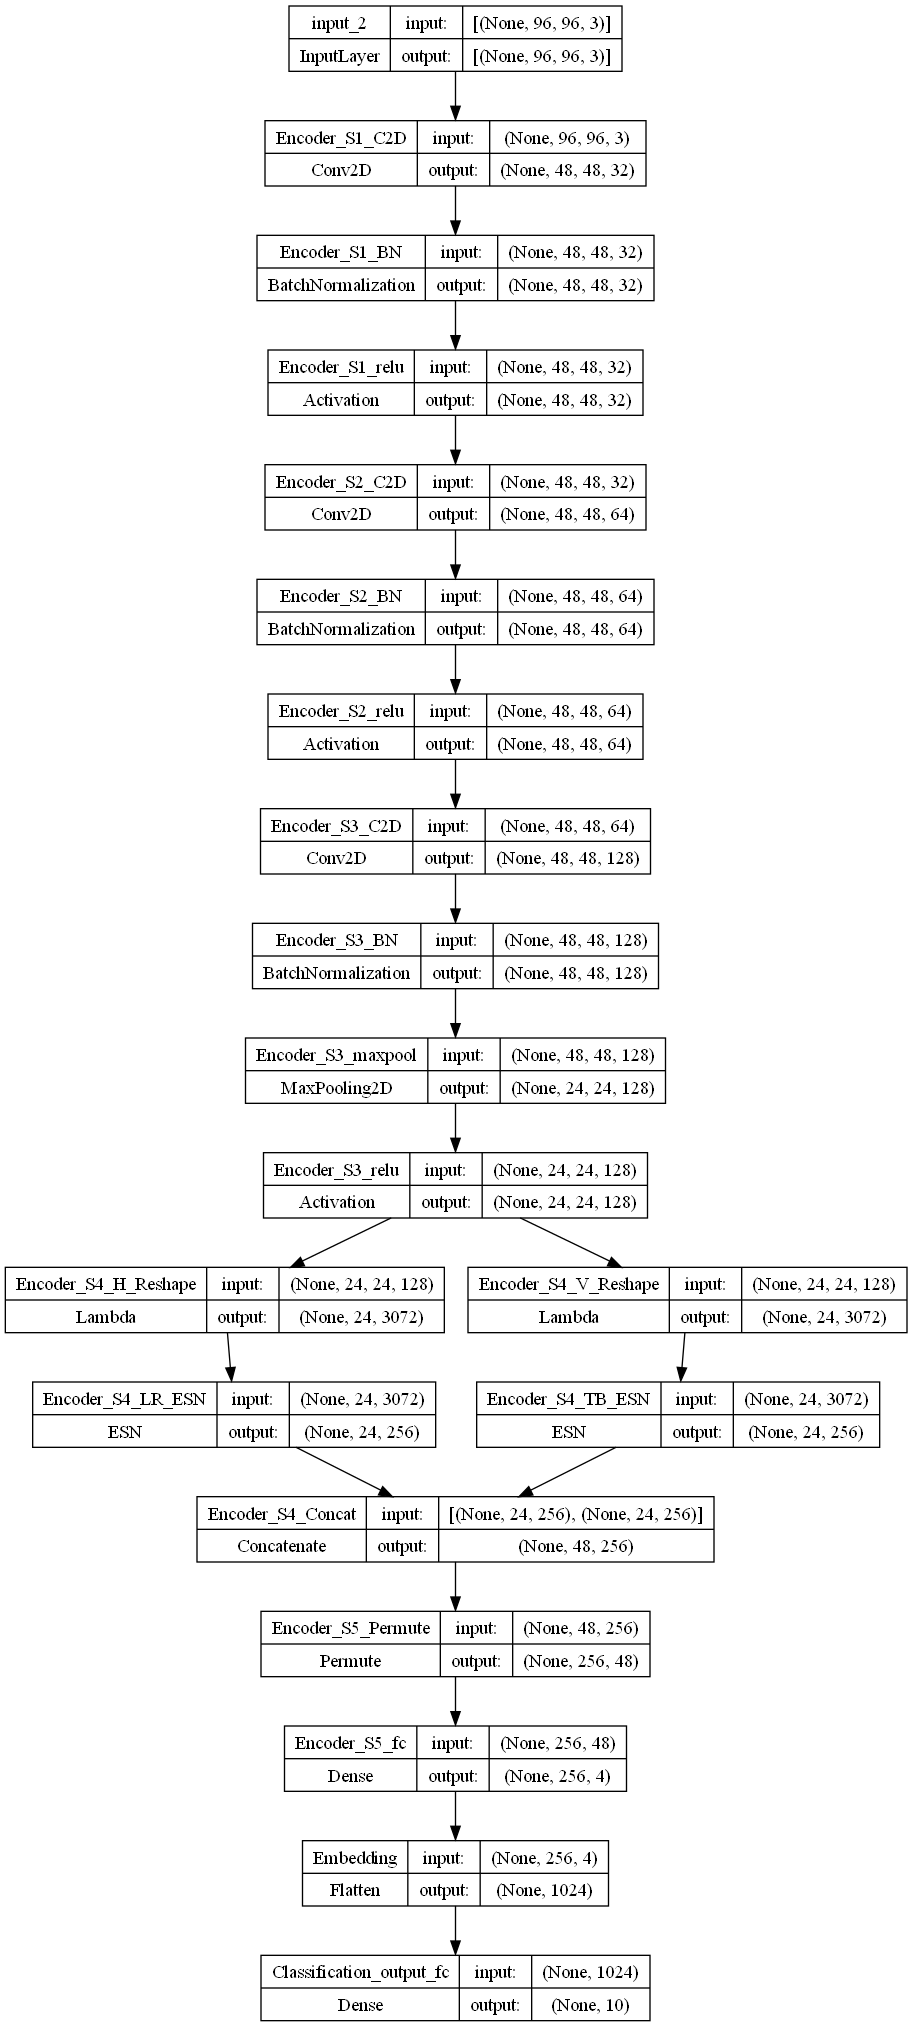 input_2 input: [(None, 96, 96, 3)]
InputLayer output: [(None, 96, 96, 3)]
Encoder_S1_C2D input: (None, 96, 96, 3)
Conv2D output: (None, 48, 48, 32)
Encoder_S1_BN input: (None, 48, 48, 32)
BatchNormalization output: (None, 48, 48, 32)
Encoder_S1_relu input: (None, 48, 48, 32)
Activation output: (None, 48, 48, 32)
Encoder_S2_C2D input: (None, 48, 48, 32)
Conv2D output: (None, 48, 48, 64)
Encoder_S2_BN input: (None, 48, 48, 64)
BatchNormalization output: (None, 48, 48, 64)
Encoder_S2_relu input: (None, 48, 48, 64)
Activation output: (None, 48, 48, 64)
Encoder_S3_C2D input: (None, 48, 48, 64)
Conv2D output: (None, 48, 48, 128)
Encoder_S3_BN input: (None, 48, 48, 128)
BatchNormalization output: (None, 48, 48, 128)
Encoder_S3_maxpool input: (None, 48, 48, 128)
MaxPooling2D output: (None, 24, 24, 128)
Encoder_S3_relu input: (None, 24, 24, 128)
Activation output: (None, 24, 24, 128)
Encoder_S4_H_Reshape input: (None, 24, 24, 128)
Lambda output: (None, 24, 3072)
Encoder_S4_V_Reshape input: (None, 24, 24, 128)
Lambda output: (None, 24, 3072)
Encoder_S4_LR_ESN input: (None, 24, 3072)
ESN output: (None, 24, 256)
Encoder_S4_TB_ESN input: (None, 24, 3072)
ESN output: (None, 24, 256)
Encoder_S4_Concat input: [(None, 24, 256), (None, 24, 256)]
Concatenate output: (None, 48, 256)
Encoder_S5_Permute input: (None, 48, 256)
Permute output: (None, 256, 48)
Encoder_S5_fc input: (None, 256, 48)
Dense output: (None, 256, 4)
Embedding input: (None, 256, 4)
Flatten output: (None, 1024)
Classification_output_fc input: (None, 1024)
Dense output: (None, 10)